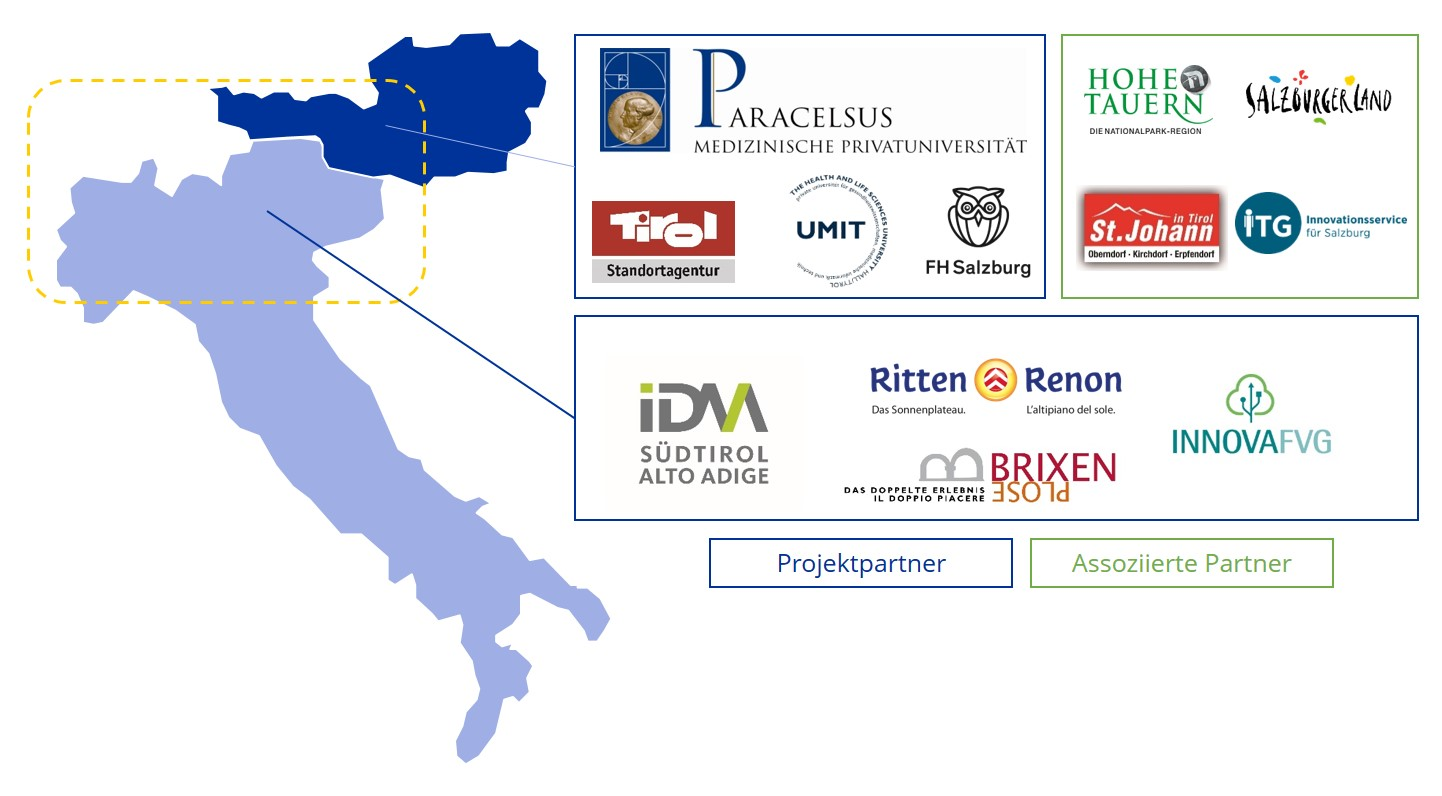 PARACELSUS
MEDIZINISCHE PRIVATUNIVERSITÄT
Tirol
Standortagentur
THE HEALTH AND LIFE SCIENCES UNIVERSITY HALL/TYROL
UMIT
FH Salzburg
HOHE
TAUERN
DIE NATIONALPARK-REGION
SALZBURGERLAND
in Tirol
St.Johann
Oberndorf · Kirchdorf · Erpfendorf
iTG
Innovationsservice
für Salzburg
iDM
SÜDTIROL
ALTO ADIGE
Ritten Renon
Das Sonnenplateau. L'altipiano del sole.
BRIXEN
PLOSE
DAS DOPPELTE ERLEBNIS
IL DOPPIO PIACERE
INNOVAFVG
Projektpartner
Assoziierte Partner